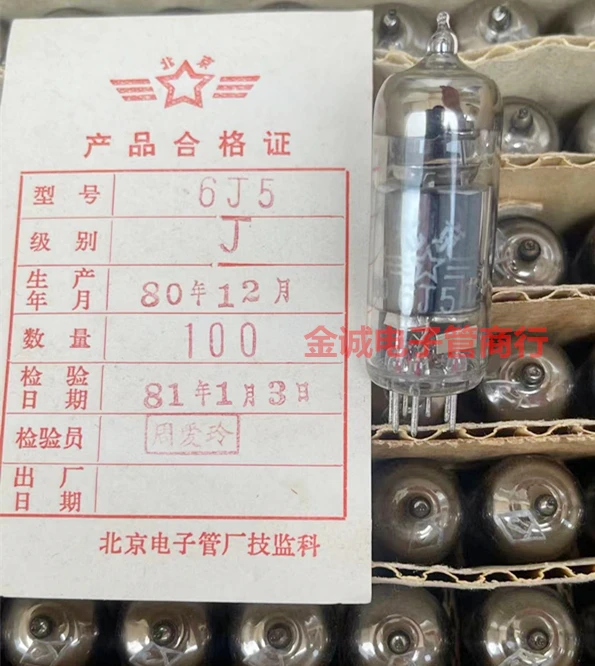 北京
产品合格证
型号 6J5
级别 J
生产年月 80年12月
数量 100
检验日期 81年1月3日
检验员 周爱玲
出厂日期
北京电子管厂技监科
北京
6J5
金诚电子管商行